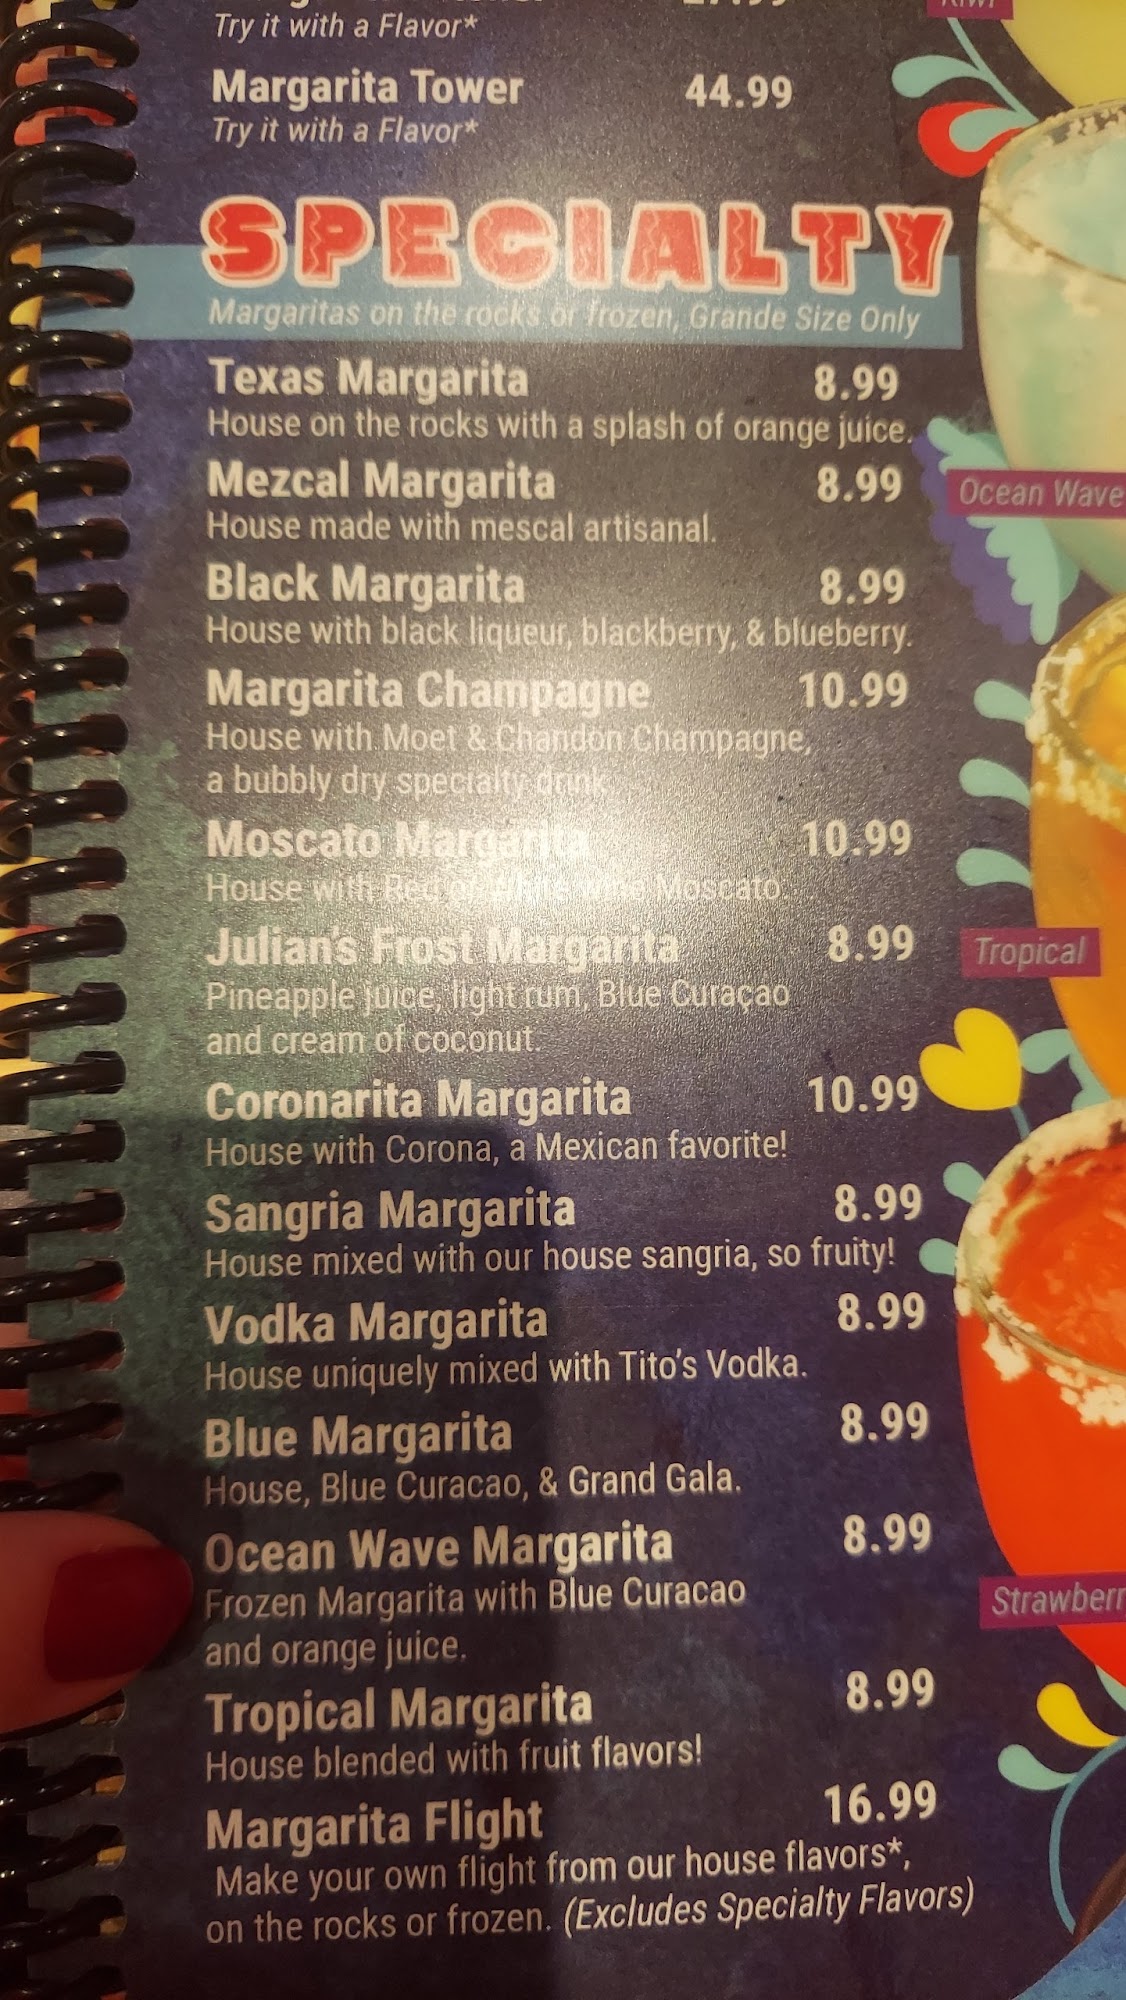 Try it with a Flavor*
Margarita Tower 44.99
Try it with a Flavor*
SPECIALTY
Margaritas on the rocks or frozen, Grande Size Only
Texas Margarita 8.99
House on the rocks with a splash of orange juice.
Mezcal Margarita 8.99
House made with mescal artisanal.
Black Margarita 8.99
House with black liqueur, blackberry, & blueberry.
Margarita Champagne 10.99
House with Moet & Chandon Champagne,
a bubbly dry specialty drink.
Moscato Margarita 10.99
House with Red or White wine Moscato.
Julian's Frost Margarita 8.99
Pineapple juice, light rum, Blue Curaçao
and cream of coconut.
Coronarita Margarita 10.99
House with Corona, a Mexican favorite!
Sangria Margarita 8.99
House mixed with our house sangria, so fruity!
Vodka Margarita 8.99
House uniquely mixed with Tito's Vodka.
Blue Margarita 8.99
House, Blue Curacao, & Grand Gala.
Ocean Wave Margarita 8.99
Frozen Margarita with Blue Curacao
and orange juice.
Tropical Margarita 8.99
House blended with fruit flavors!
Margarita Flight 16.99
Make your own flight from our house flavors*,
on the rocks or frozen. (Excludes Specialty Flavors)
Kiwi
Ocean Wave
Tropical
Strawberr